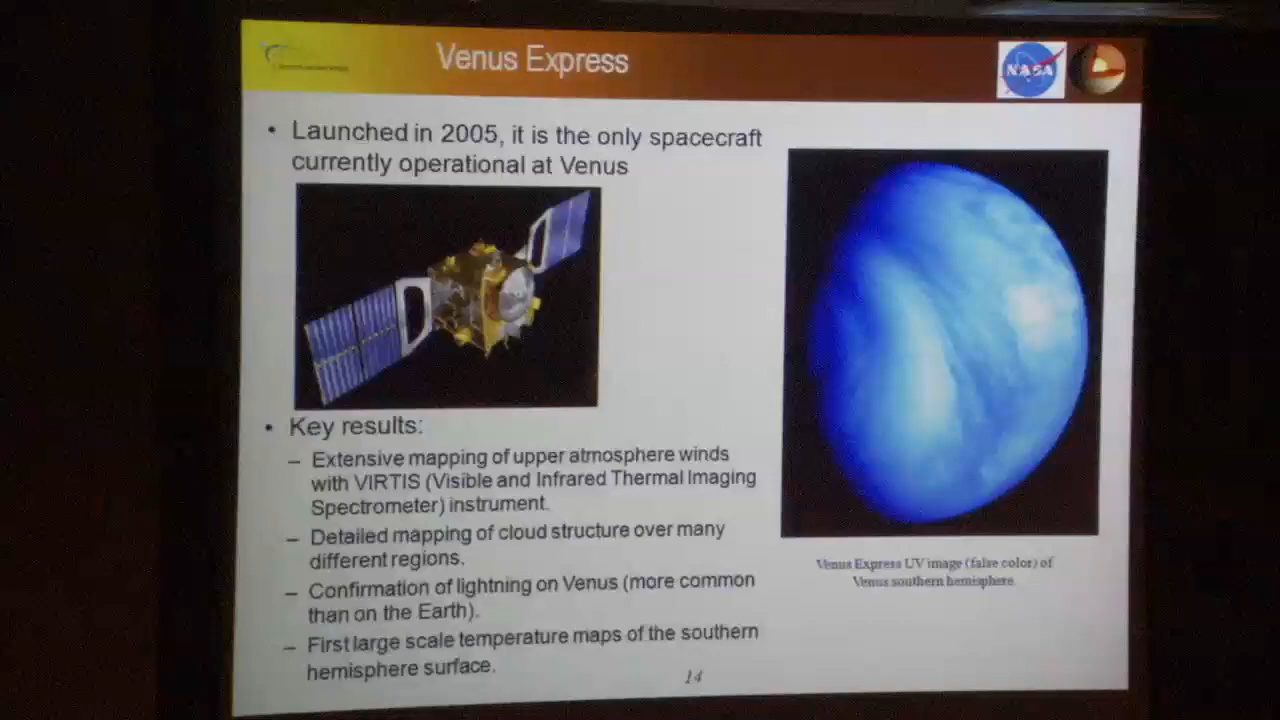 Venus Express
NASA
• Launched in 2005, it is the only spacecraft
currently operational at Venus
• Key results:
– Extensive mapping of upper atmosphere winds
with VIRTIS (Visible and Infrared Thermal Imaging
Spectrometer) instrument.
– Detailed mapping of cloud structure over many
different regions.
– Confirmation of lightning on Venus (more common
than on the Earth).
– First large scale temperature maps of the southern
hemisphere surface.
Venus Express UV image (false color) of
Venus southern hemisphere.
14